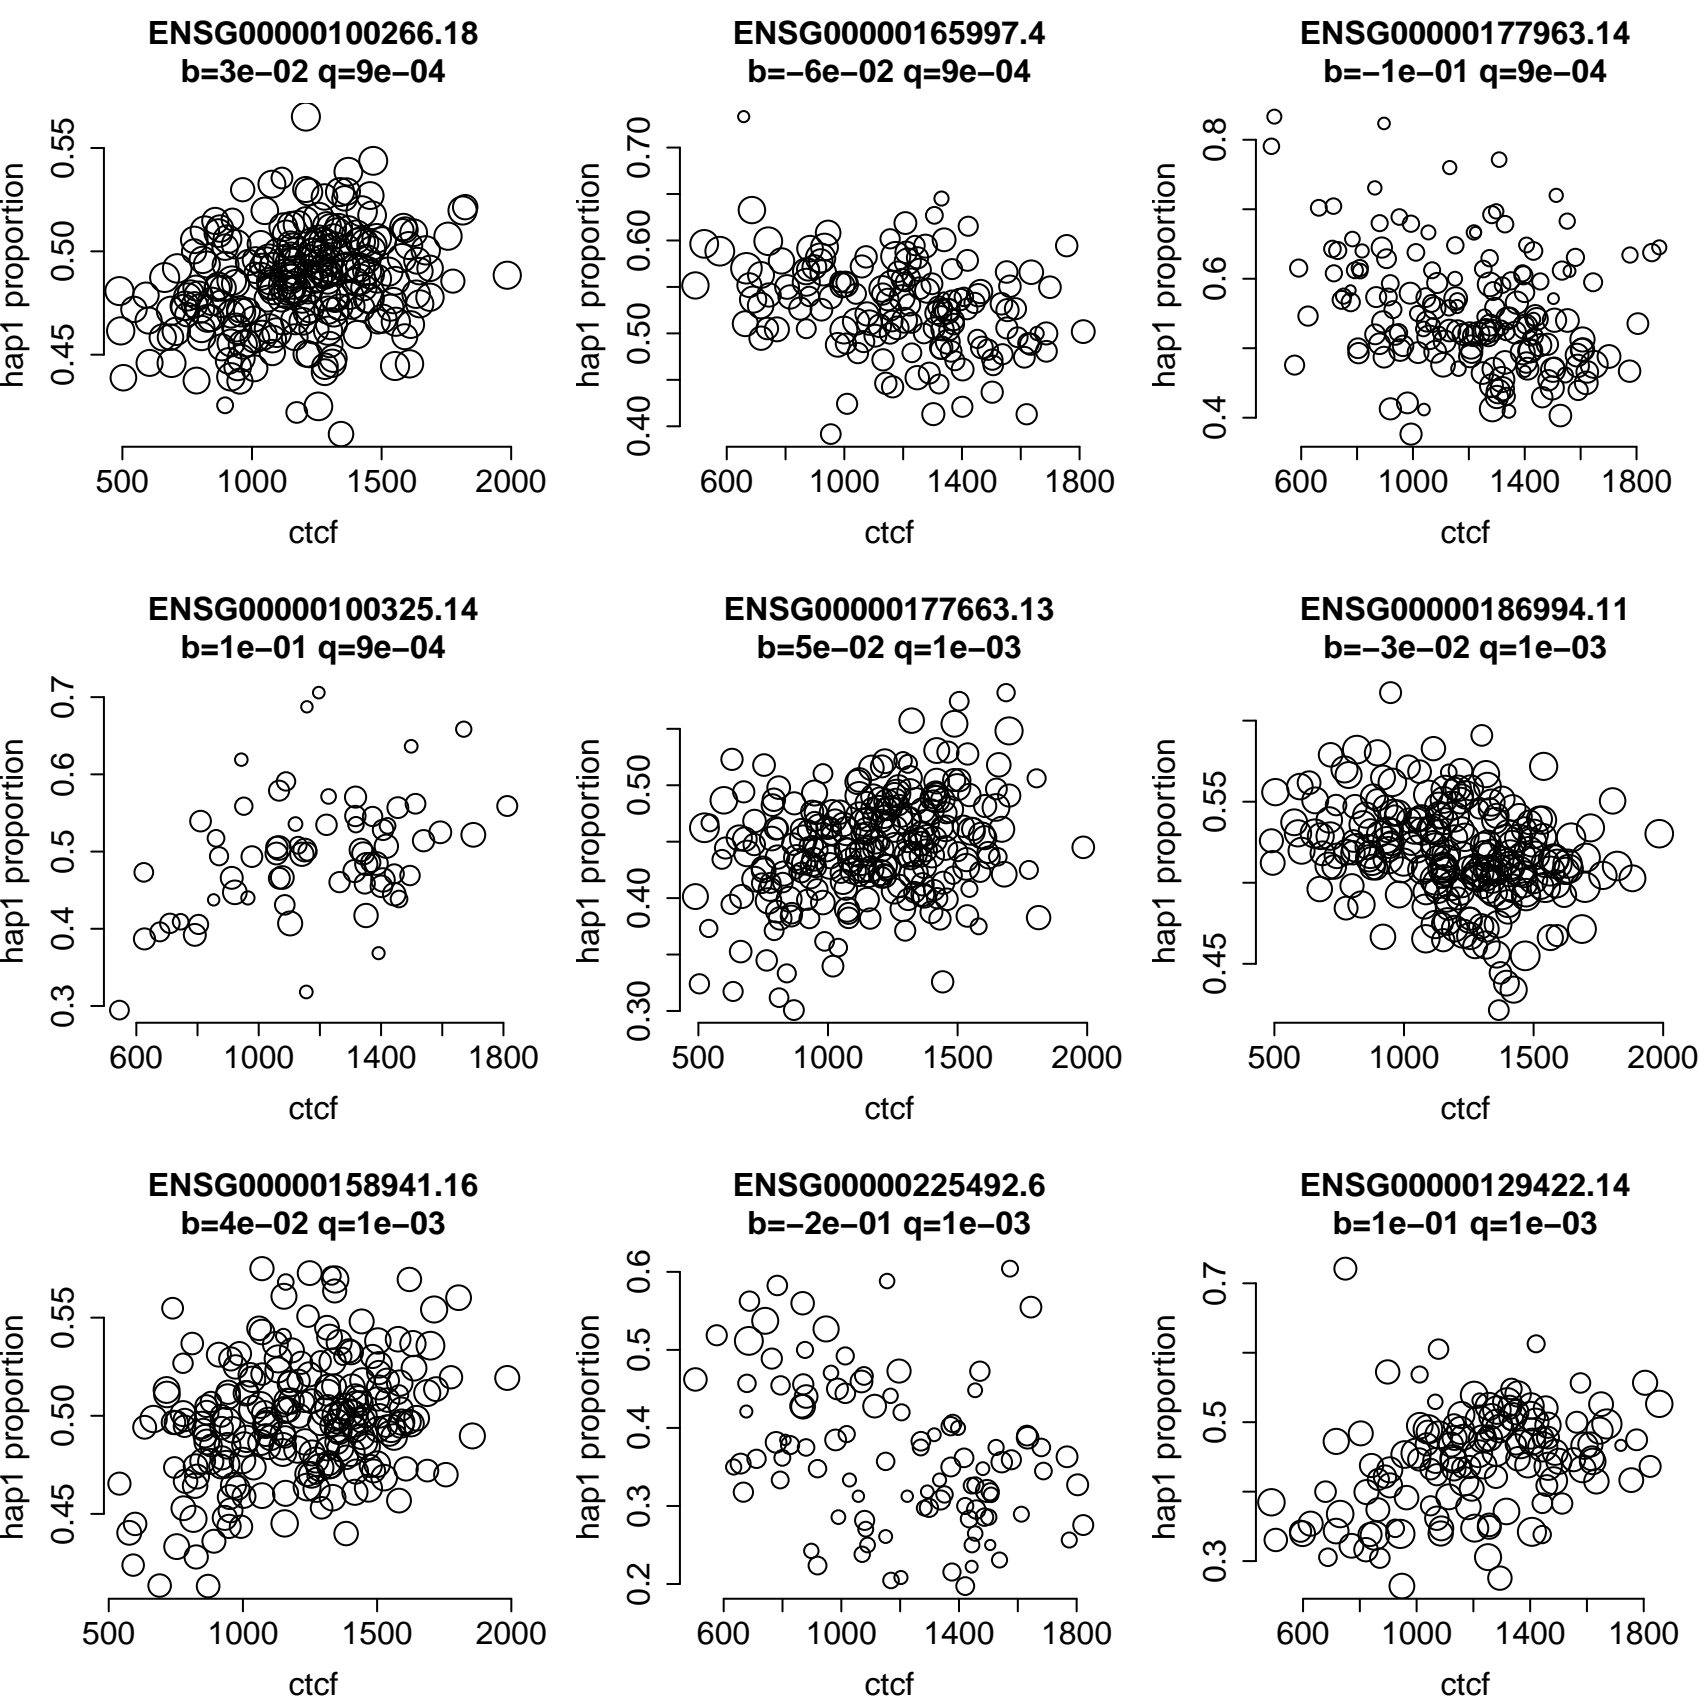 ENSG00000100266.18
b=3e−02 q=9e−04
hap1 proportion
0.45 0.50 0.55
500 1000 1500 2000
ctcf
ENSG00000165997.4
b=−6e−02 q=9e−04
hap1 proportion
0.40 0.50 0.60 0.70
600 1000 1400 1800
ctcf
ENSG00000177963.14
b=−1e−01 q=9e−04
hap1 proportion
0.4 0.6 0.8
600 1000 1400 1800
ctcf
ENSG00000100325.14
b=1e−01 q=9e−04
hap1 proportion
0.3 0.4 0.5 0.6 0.7
600 1000 1400 1800
ctcf
ENSG00000177663.13
b=5e−02 q=1e−03
hap1 proportion
0.30 0.40 0.50
500 1000 1500 2000
ctcf
ENSG00000186994.11
b=−3e−02 q=1e−03
hap1 proportion
0.45 0.55
500 1000 1500 2000
ctcf
ENSG00000158941.16
b=4e−02 q=1e−03
hap1 proportion
0.45 0.50 0.55
500 1000 1500 2000
ctcf
ENSG00000225492.6
b=−2e−01 q=1e−03
hap1 proportion
0.2 0.3 0.4 0.5 0.6
600 1000 1400 1800
ctcf
ENSG00000129422.14
b=1e−01 q=1e−03
hap1 proportion
0.3 0.5 0.7
600 1000 1400 1800
ctcf